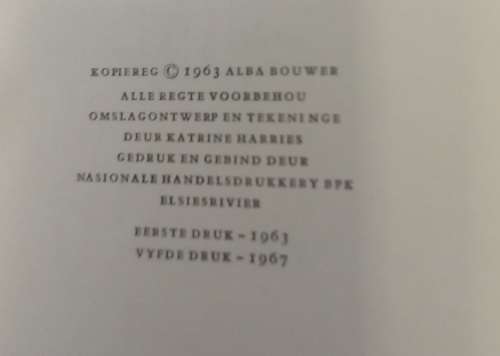 KOPIEREG © 1963 ALBA BOUWER
ALLE REGTE VOORBEHOU
OMSLAGONTWERP EN TEKENINGE
DEUR KATRINE HARRIES
GEDRUK EN GEBIND DEUR
NASIONALE HANDELSDRUKKERY BPK
ELSIESRIVIER
EERSTE DRUK – 1963
VYFDE DRUK – 1967